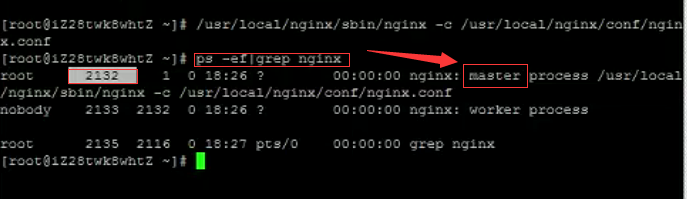 [root@iZ28twk8whtZ ~]# /usr/local/nginx/sbin/nginx -c /usr/local/nginx/conf/ngin
x.conf
[root@iZ28twk8whtZ ~]# ps -ef|grep nginx
root      2132     1  0 18:26 ?        00:00:00 nginx: master process /usr/local
/nginx/sbin/nginx -c /usr/local/nginx/conf/nginx.conf
nobody    2133  2132  0 18:26 ?        00:00:00 nginx: worker process
root      2135  2116  0 18:27 pts/0    00:00:00 grep nginx
[root@iZ28twk8whtZ ~]#